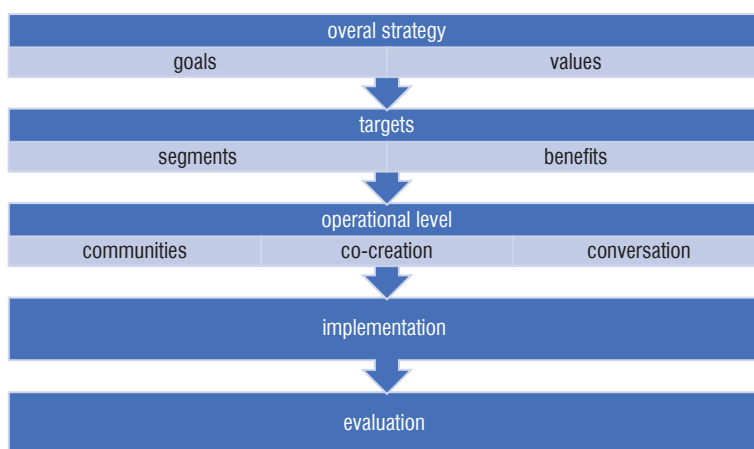 overal strategy
goals values
targets
segments benefits
operational level
communities co-creation conversation
implementation
evaluation